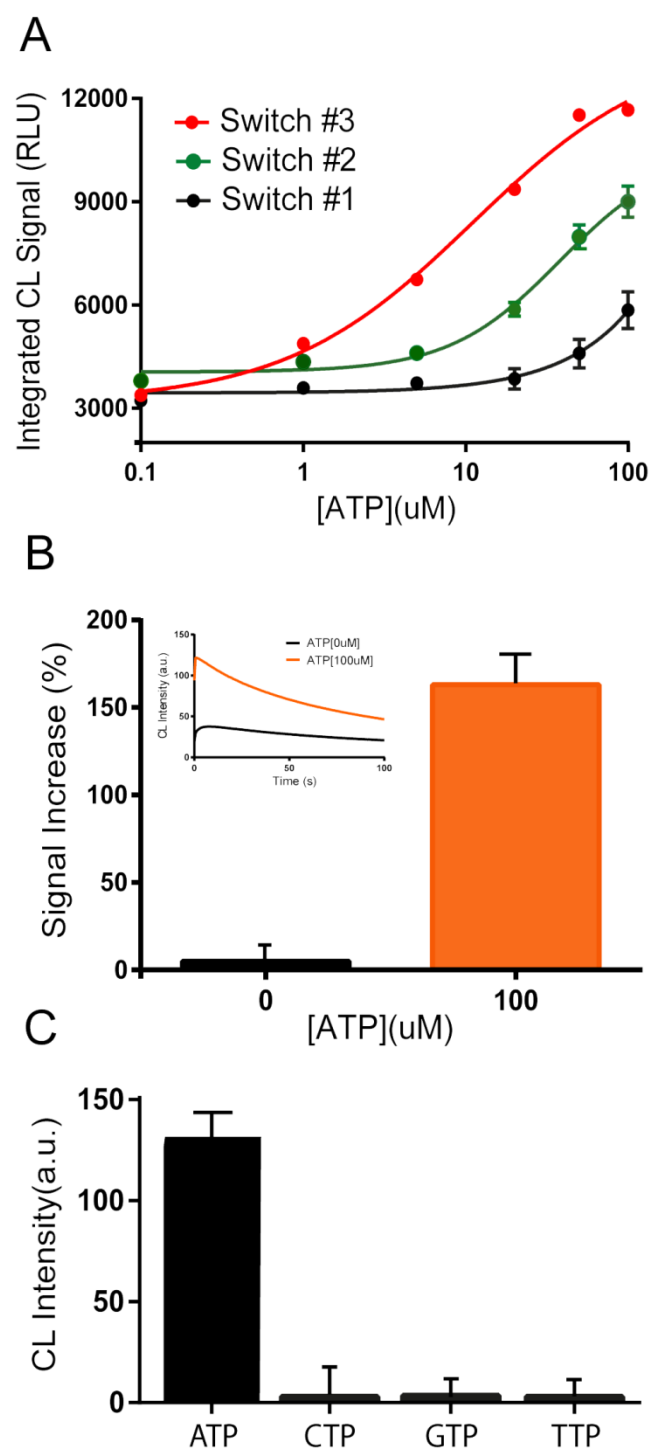 A
Integrated CL Signal (RLU)
12000
9000
6000
3000
Switch #3
Switch #2
Switch #1
0.1
1
10
100
[ATP](uM)
B
Signal Increase (%)
200
150
100
50
0
CL Intensity (a.u.)
150
100
50
0
ATP[0uM]
ATP[100uM]
0
50
100
Time (s)
0
100
[ATP](uM)
C
CL Intensity(a.u.)
150
100
50
0
ATP
CTP
GTP
TTP